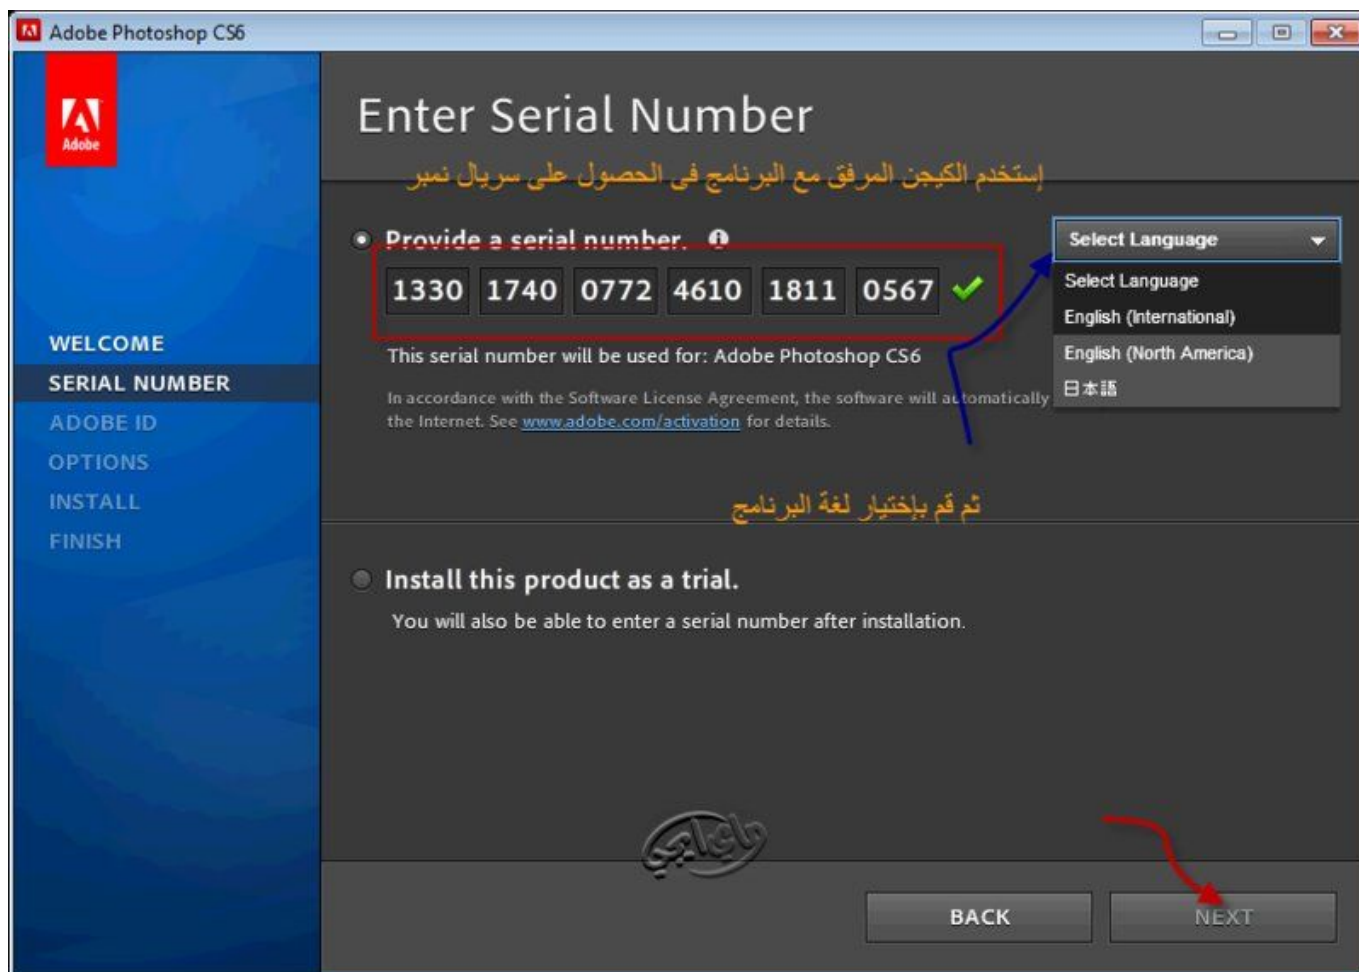 Adobe Photoshop CS6
Adobe
Enter Serial Number
إستخدم الكيجن المرفق مع البرنامج فى الحصول على سريال نمبر
Provide a serial number.
1330 1740 0772 4610 1811 0567
Select Language
Select Language
English (International)
English (North America)
日本語
This serial number will be used for: Adobe Photoshop CS6
In accordance with the Software License Agreement, the software will automatically
the Internet. See www.adobe.com/activation for details.
ثم قم بإختيار لغة البرنامج
WELCOME
SERIAL NUMBER
ADOBE ID
OPTIONS
INSTALL
FINISH
Install this product as a trial.
You will also be able to enter a serial number after installation.
BACK
NEXT